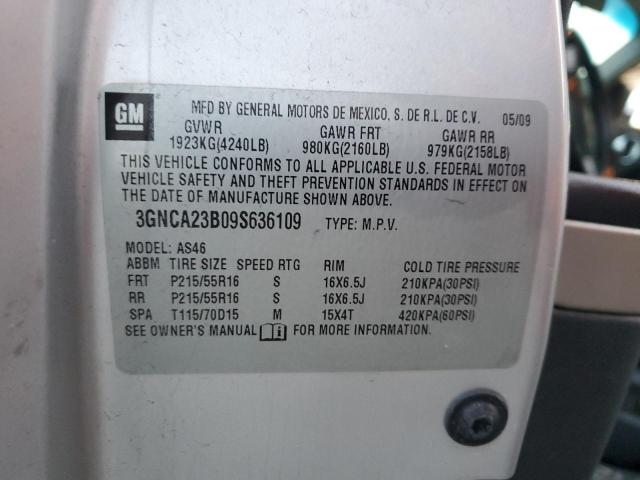 GM
MFD BY GENERAL MOTORS DE MEXICO, S. DE R.L. DE C.V. 05/09
GVWR GAWR FRT GAWR RR
1923KG(4240LB) 980KG(2160LB) 979KG(2158LB)
THIS VEHICLE CONFORMS TO ALL APPLICABLE U.S. FEDERAL MOTOR
VEHICLE SAFETY AND THEFT PREVENTION STANDARDS IN EFFECT ON
THE DATE OF MANUFACTURE SHOWN ABOVE.
3GNCA23B09S636109 TYPE: M.P.V.
MODEL: AS46
ABBM TIRE SIZE SPEED RTG RIM COLD TIRE PRESSURE
FRT P215/55R16 S 16X6.5J 210KPA(30PSI)
RR P215/55R16 S 16X6.5J 210KPA(30PSI)
SPA T115/70D15 M 15X4T 420KPA(60PSI)
SEE OWNER'S MANUAL FOR MORE INFORMATION.